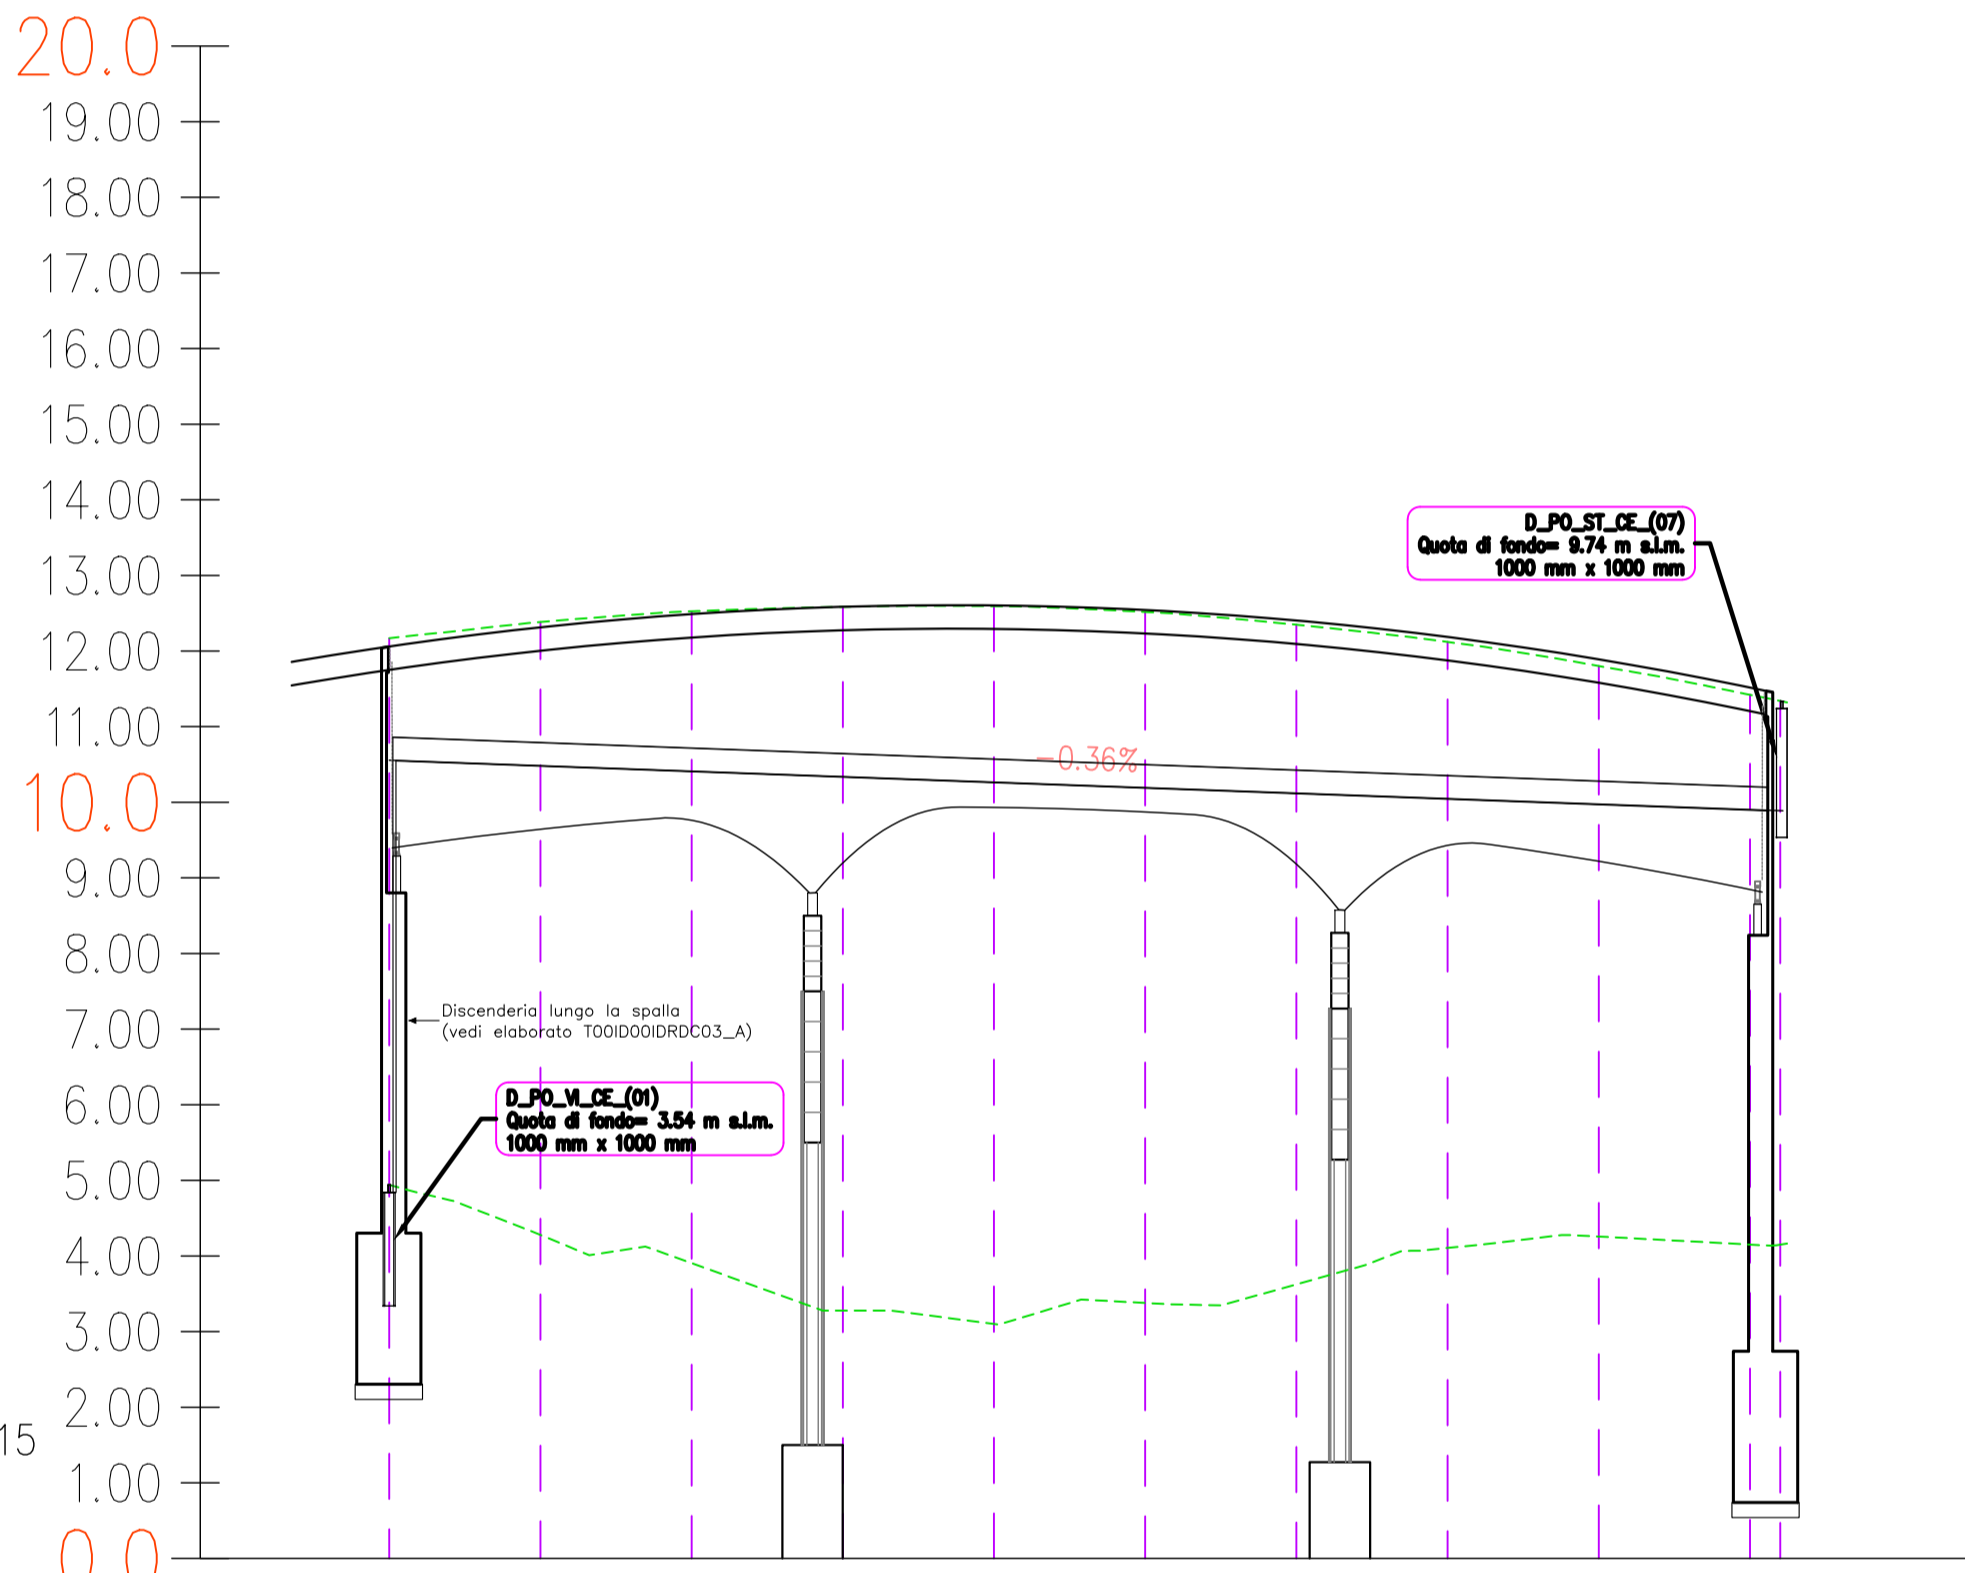 20.0
19.00
18.00
17.00
16.00
15.00
14.00
D_PO_ST_CE_(07)
Quota di fondo= 9.74 m s.l.m.
1000 mm x 1000 mm
13.00
12.00
11.00
-0.36%
10.0
9.00
8.00
Discenderia lungo la spalla
(vedi elaborato T00ID00IDRDC03_A)
7.00
6.00
D_PO_VI_CE_(01)
Quota di fondo= 3.54 m s.l.m.
1000 mm x 1000 mm
5.00
4.00
3.00
2.00
15
1.00
0.0